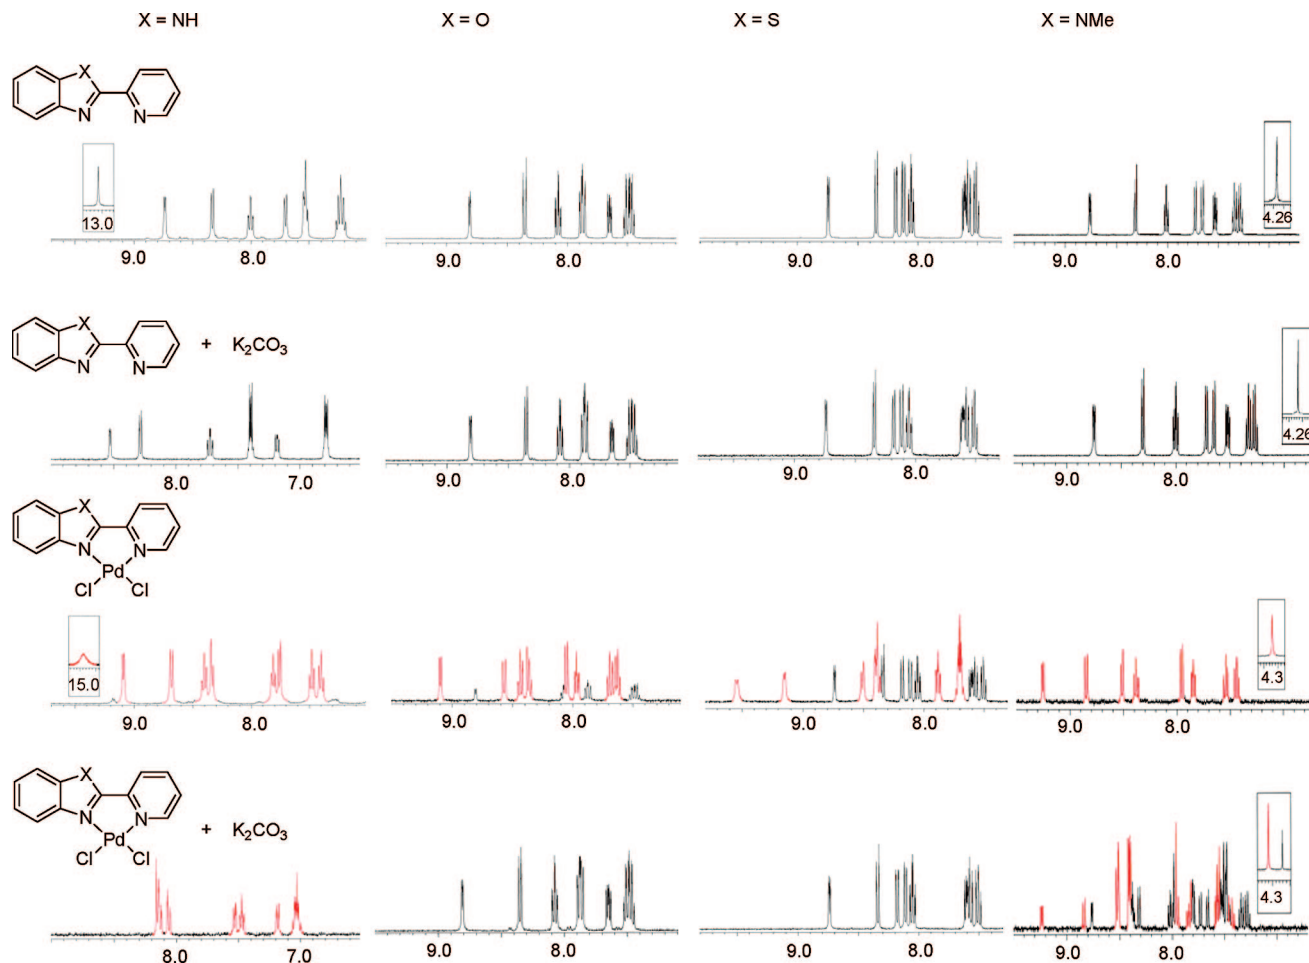 X = NH X = O X = S X = NMe
X
N N
13.0 4.26
9.0 8.0 9.0 8.0 9.0 8.0 9.0 8.0
X
N N + K2CO3
4.26
8.0 7.0 9.0 8.0 9.0 8.0 9.0 8.0
X
N N
Pd
Cl Cl
15.0 4.3
9.0 8.0 9.0 8.0 9.0 8.0 9.0 8.0
X
N N
Pd + K2CO3
Cl Cl
4.3
8.0 7.0 9.0 8.0 9.0 8.0 9.0 8.0